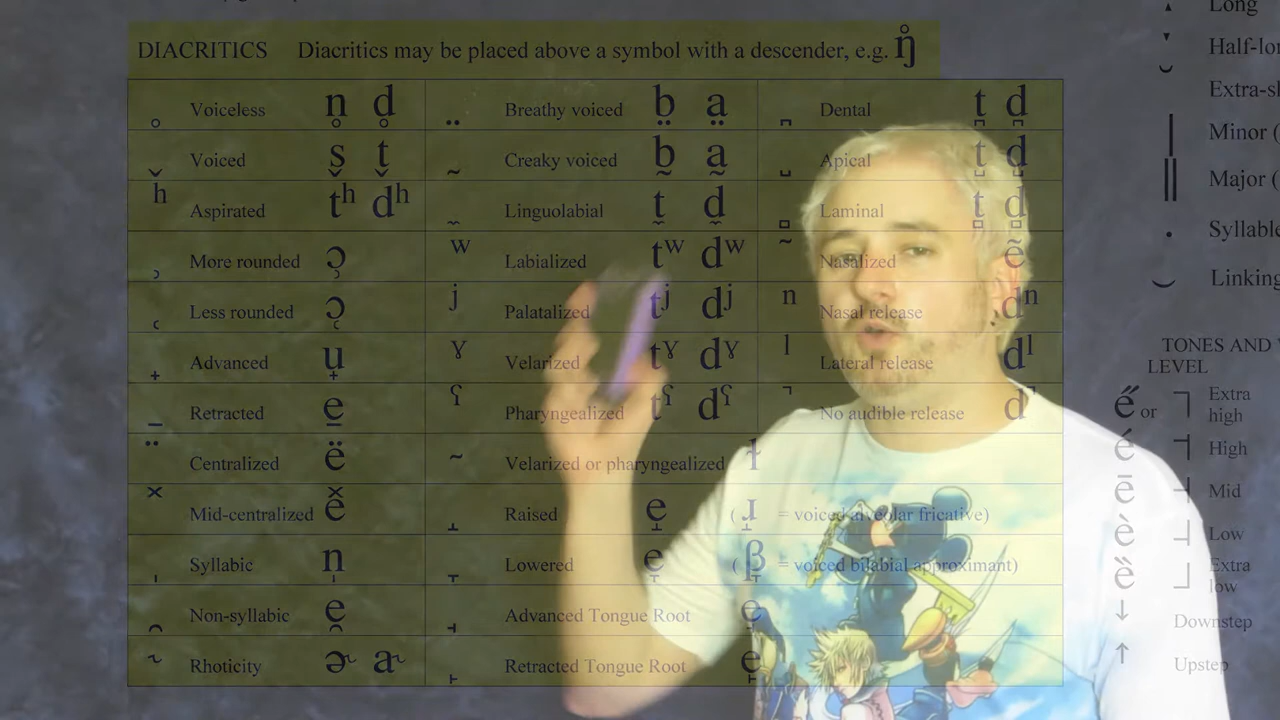 DIACRITICS Diacritics may be placed above a symbol with a descender, e.g. ŋ̊
̥ Voiceless n̥ d̥ ̤ Breathy voiced b̤ a̤ ̪ Dental t̪ d̪
̬ Voiced s̬ t̬ ̰ Creaky voiced b̰ a̰ ̺ Apical t̺ d̺
ʰ Aspirated tʰ dʰ ̼ Linguolabial t̼ d̼ ̻ Laminal t̻ d̻
̹ More rounded ɔ̹ ʷ Labialized tʷ dʷ ̃ Nasalized ẽ
̜ Less rounded ɔ̜ ʲ Palatalized tʲ dʲ ⁿ Nasal release dⁿ
̟ Advanced u̟ ˠ Velarized tˠ dˠ ˡ Lateral release dˡ
̠ Retracted e̠ ˤ Pharyngealized tˤ dˤ ̚ No audible release d̚
̈ Centralized ë ̴ Velarized or pharyngealized ɫ
̽ Mid-centralized e̽ ̝ Raised e̝ ( ɹ̝ = voiced alveolar fricative)
̩ Syllabic n̩ ̞ Lowered e̞ ( β̞ = voiced bilabial approximant)
̯ Non-syllabic e̯ ̘ Advanced Tongue Root e̘
˞ Rhoticity ɚ a˞ ̙ Retracted Tongue Root e̙
Long
Half-lo
Extra-s
| Minor (
‖ Major (
. Syllable
‿ Linking
TONES AND
LEVEL
e̋ or ˥ Extra
high
é ˦ High
ē ˧ Mid
˨ Low
˩ Extra
low
↓ Downstep
↑ Upstep